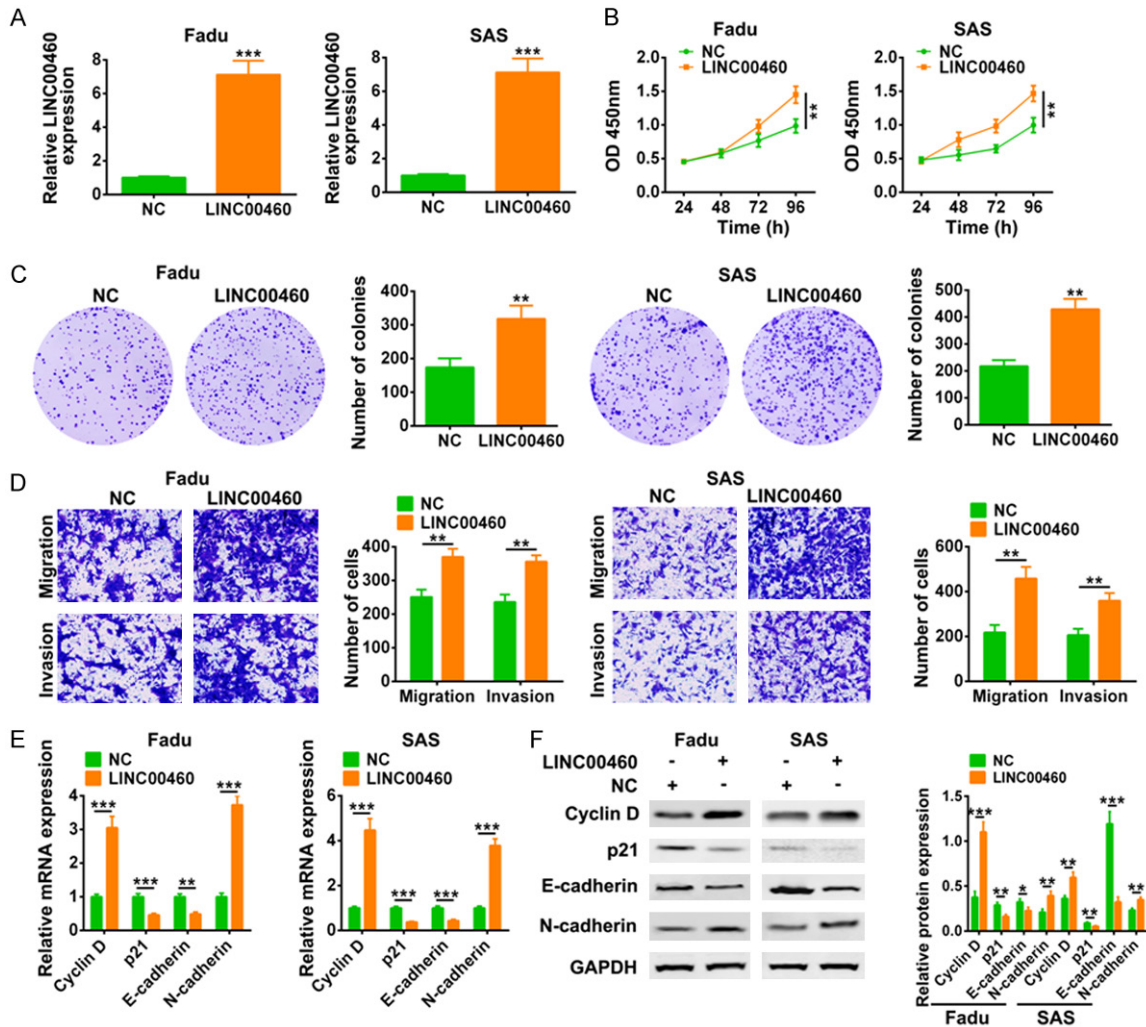 A
Fadu
Relative LINC00460 expression
8
6
4
2
0
***
NC
LINC00460
SAS
Relative LINC00460 expression
8
6
4
2
0
***
NC
LINC00460
B
Fadu
NC
LINC00460
OD 450nm
2.0
1.5
1.0
0.5
0.0
**
24 48 72 96
Time (h)
SAS
NC
LINC00460
OD 450nm
2.0
1.5
1.0
0.5
0.0
**
24 48 72 96
Time (h)
C
Fadu
NC
LINC00460
Number of colonies
400
300
200
100
0
**
NC
LINC00460
SAS
NC
LINC00460
Number of colonies
500
400
300
200
100
0
**
NC
LINC00460
D
Fadu
NC
LINC00460
Migration
Invasion
NC
LINC00460
Number of cells
400
300
200
100
0
**
**
Migration Invasion
SAS
NC
LINC00460
Migration
Invasion
NC
LINC00460
Number of cells
600
400
200
0
**
**
Migration Invasion
E
Fadu
NC
LINC00460
Relative mRNA expression
4
3
2
1
0
***
***
**
***
Cyclin D
p21
E-cadherin
N-cadherin
SAS
NC
LINC00460
Relative mRNA expression
6
4
2
0
***
***
***
***
Cyclin D
p21
E-cadherin
N-cadherin
F
Fadu SAS
LINC00460 - + - +
NC + - + -
Cyclin D
p21
E-cadherin
N-cadherin
GAPDH
NC
LINC00460
Relative protein expression
1.5
1.0
0.5
0.0
***
**
*
**
**
**
***
**
Cyclin D
p21
E-cadherin
N-cadherin
Cyclin D
p21
E-cadherin
N-cadherin
Fadu SAS